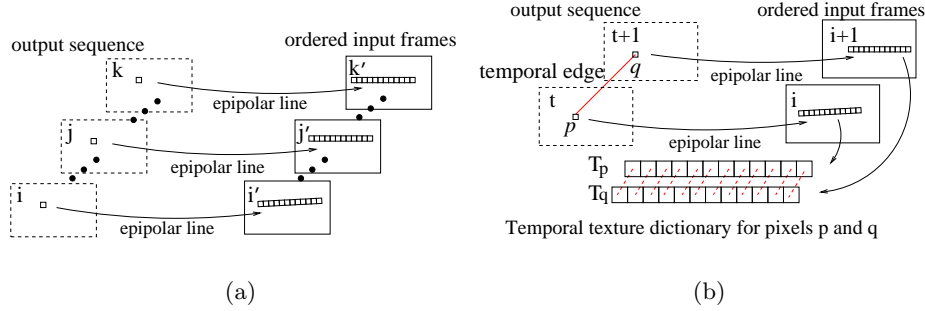 output sequence
ordered input frames
k
k′
epipolar line
j
j′
epipolar line
i
i′
epipolar line
(a)
output sequence
ordered input frames
t+1
i+1
q
epipolar line
temporal edge
t
i
p
epipolar line
Tp
Tq
Temporal texture dictionary for pixels p and q
(b)